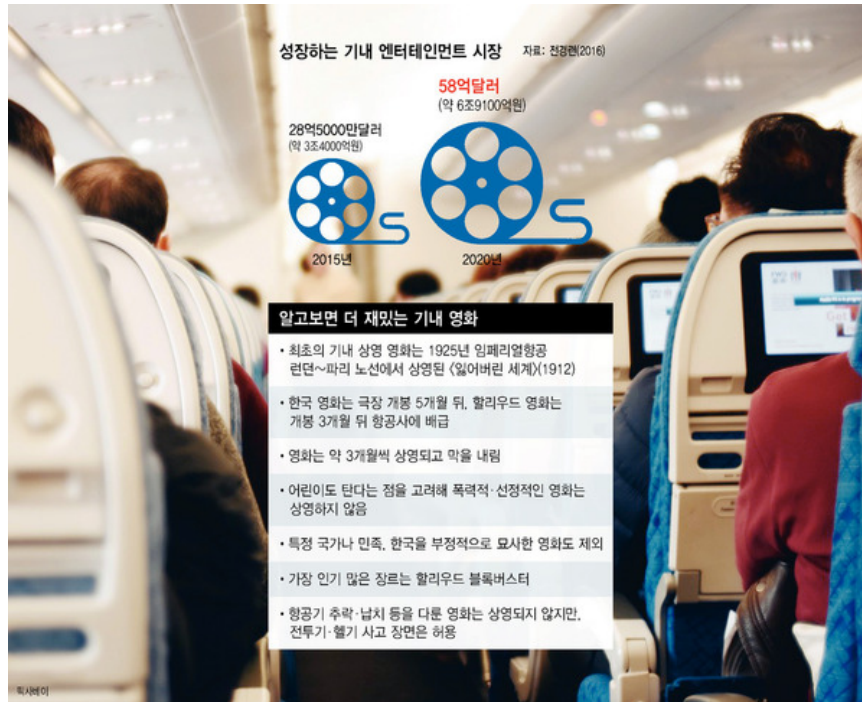 성장하는 기내 엔터테인먼트 시장 자료: 전경련(2016)
58억달러
(약 6조9100억원)
28억5000만달러
(약 3조4000억원)
2015년
2020년
알고보면 더 재밌는 기내 영화
• 최초의 기내 상영 영화는 1925년 임페리얼항공
런던~파리 노선에서 상영된 〈잃어버린 세계〉(1912)
• 한국 영화는 극장 개봉 5개월 뒤, 할리우드 영화는
개봉 3개월 뒤 항공사에 배급
• 영화는 약 3개월씩 상영되고 막을 내림
• 어린이도 탄다는 점을 고려해 폭력적·선정적인 영화는
상영하지 않음
• 특정 국가나 민족, 한국을 부정적으로 묘사한 영화도 제외
• 가장 인기 많은 장르는 할리우드 블록버스터
• 항공기 추락·납치 등을 다룬 영화는 상영되지 않지만,
전투기·헬기 사고 장면은 허용
픽사베이